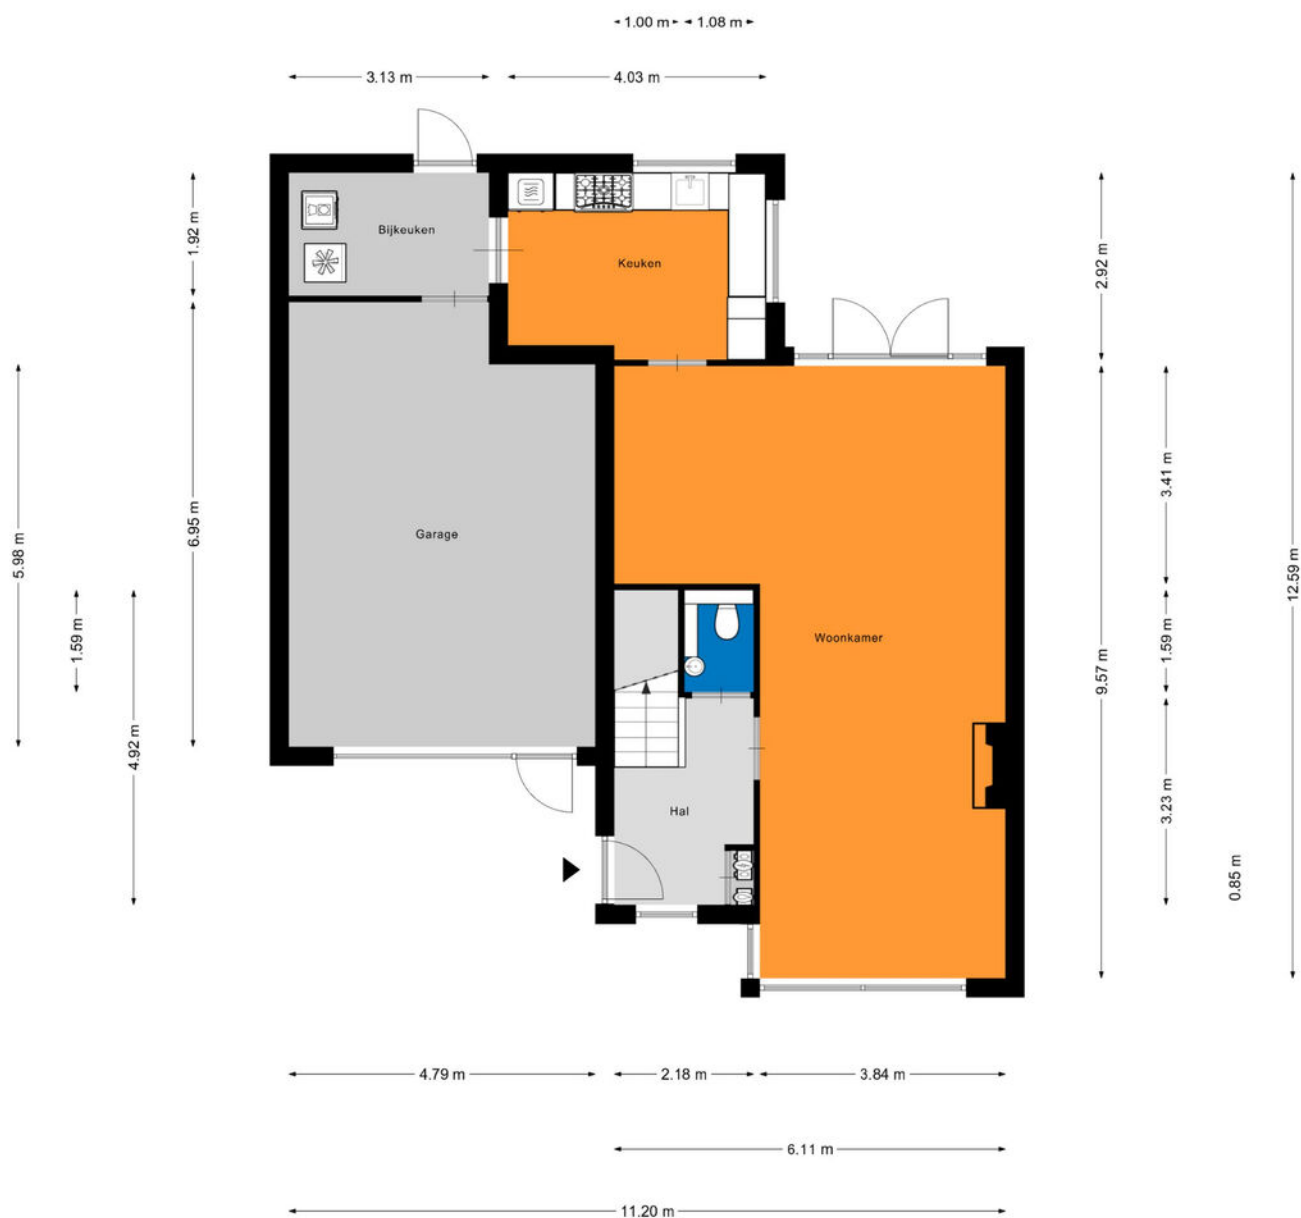 1.00 m
1.08 m
3.13 m
4.03 m
Bijkeuken
Keuken
1.92 m
2.92 m
Garage
Woonkamer
Hal
6.95 m
5.98 m
3.41 m
12.59 m
1.59 m
1.59 m
9.57 m
4.92 m
3.23 m
0.85 m
4.79 m
2.18 m
3.84 m
6.11 m
11.20 m